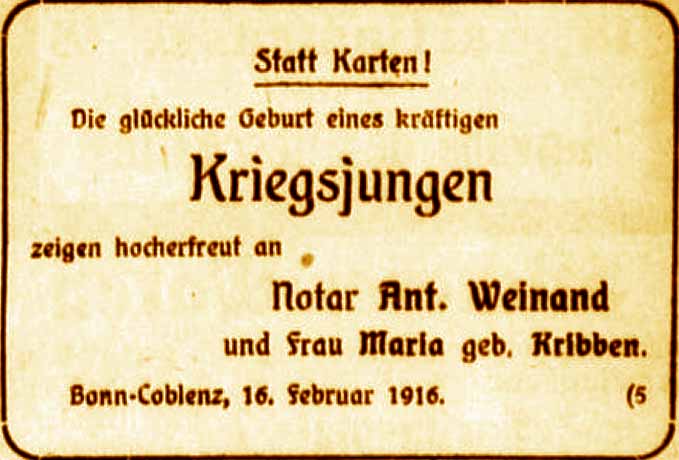 Statt Karten!
Die glückliche Geburt eines kräftigen
Kriegsjungen
zeigen hocherfreut an
Notar Ant. Weinand
und Frau Maria geb. Kribben.
Bonn-Coblenz, 16. Februar 1916. (5